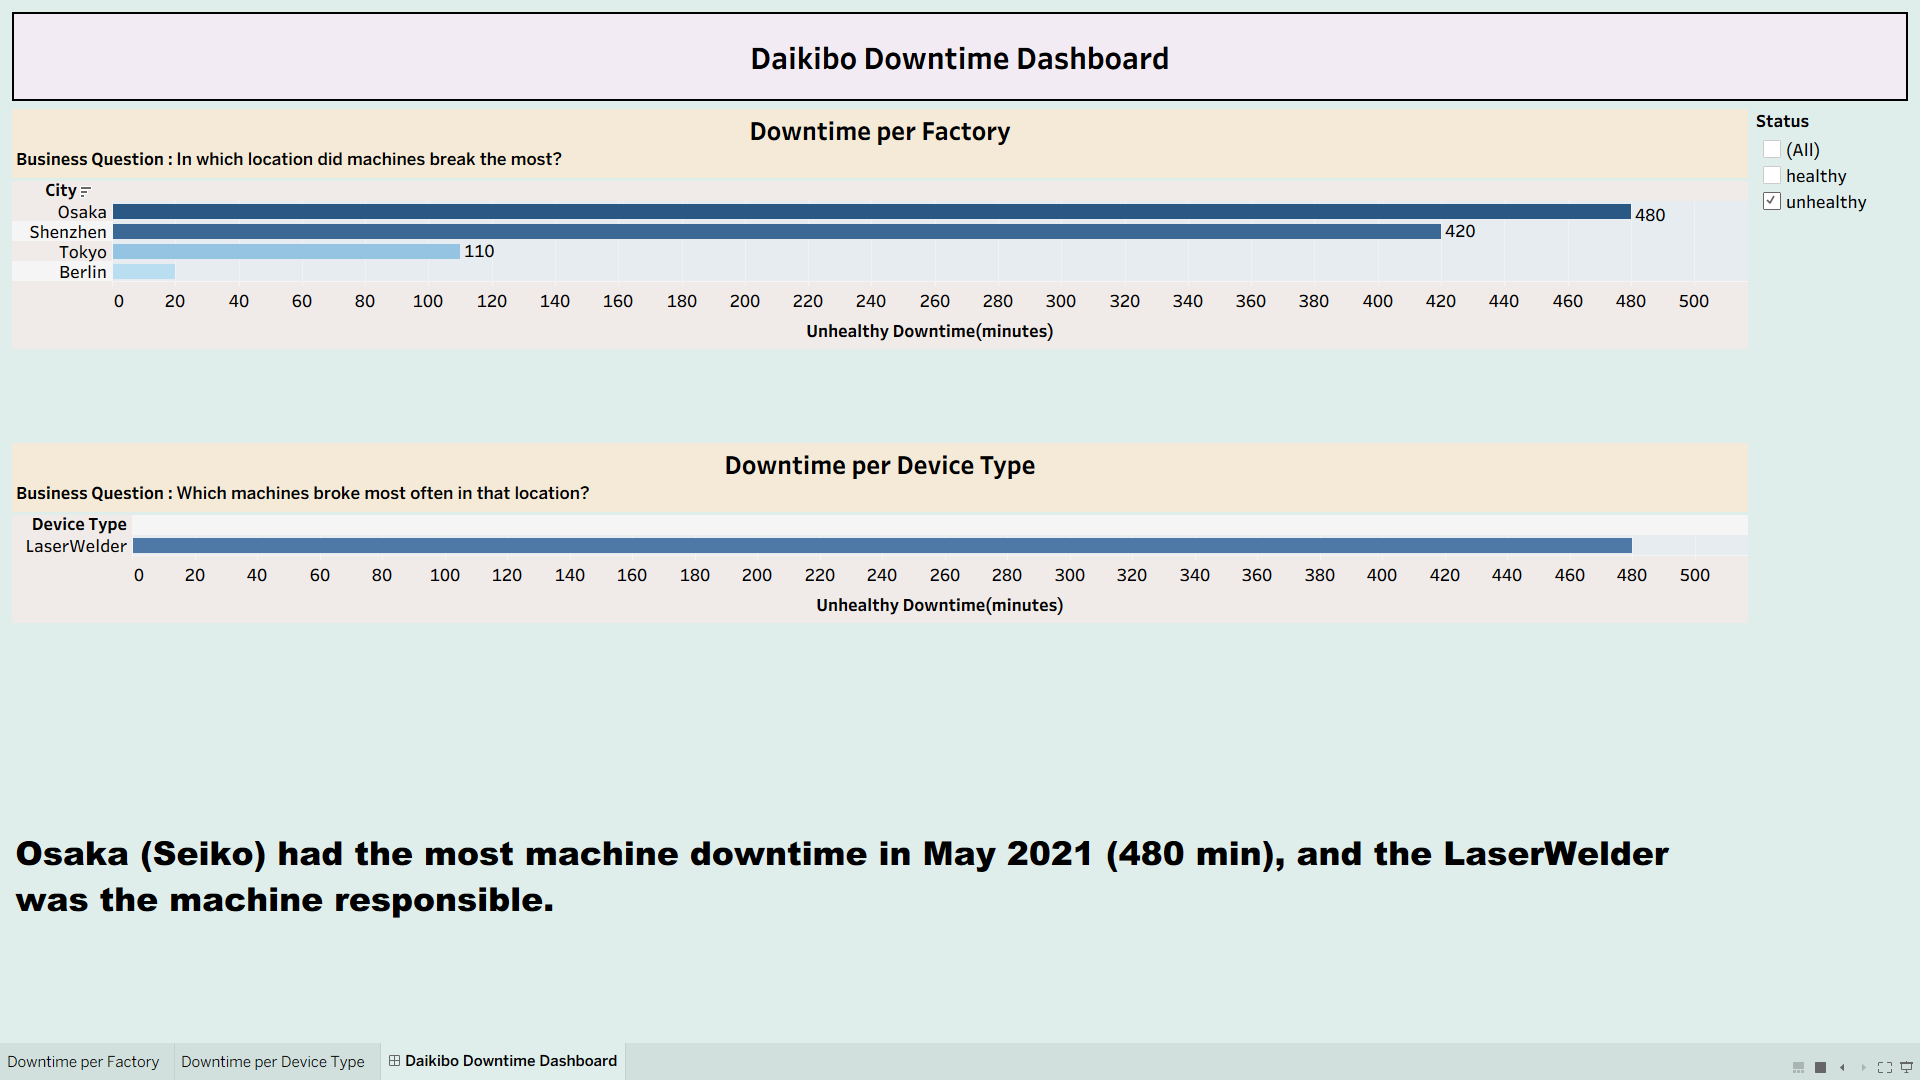 Daikibo Downtime Dashboard
Downtime per Factory
Business Question : In which location did machines break the most?
City
Osaka 480
Shenzhen 420
Tokyo 110
Berlin
0 20 40 60 80 100 120 140 160 180 200 220 240 260 280 300 320 340 360 380 400 420 440 460 480 500
Unhealthy Downtime(minutes)
Status
(All)
healthy
unhealthy
Downtime per Device Type
Business Question : Which machines broke most often in that location?
Device Type
LaserWelder
0 20 40 60 80 100 120 140 160 180 200 220 240 260 280 300 320 340 360 380 400 420 440 460 480 500
Unhealthy Downtime(minutes)
Osaka (Seiko) had the most machine downtime in May 2021 (480 min), and the LaserWelder
was the machine responsible.
Downtime per Factory Downtime per Device Type Daikibo Downtime Dashboard